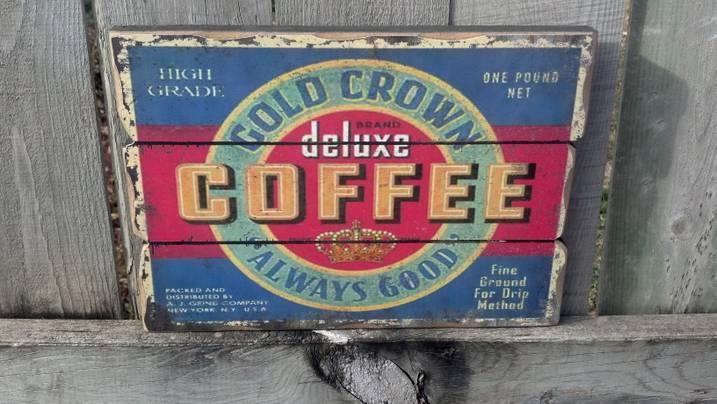 HIGH
GRADE
ONE POUND
NET
GOLD CROWN
BRAND
deluxe
COFFEE
"ALWAYS GOOD"
PACKED AND
DISTRIBUTED BY
A. J. GRIND COMPANY
NEW YORK, N.Y. U.S.A.
Fine
Ground
For Drip
Method